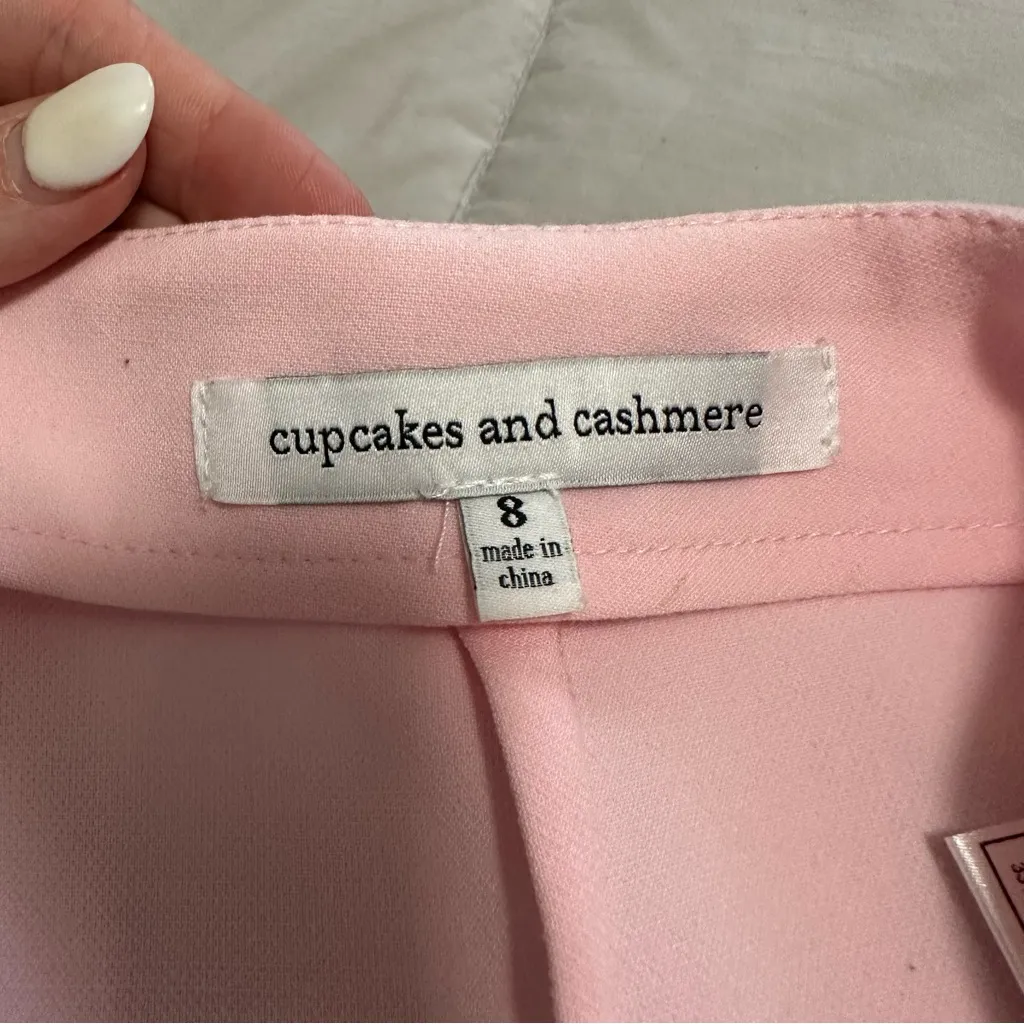 cupcakes and cashmere
8
made in
china